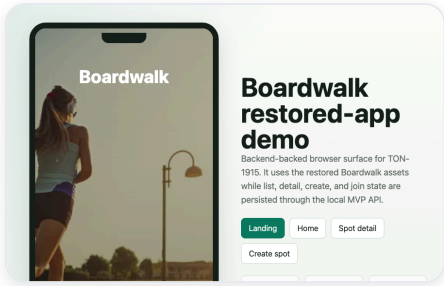 Boardwalk
Boardwalk
restored-app
demo
Backend-backed browser surface for TON-
1915. It uses the restored Boardwalk assets
while list, detail, create, and join state are
persisted through the local MVP API.
Landing
Home
Spot detail
Create spot